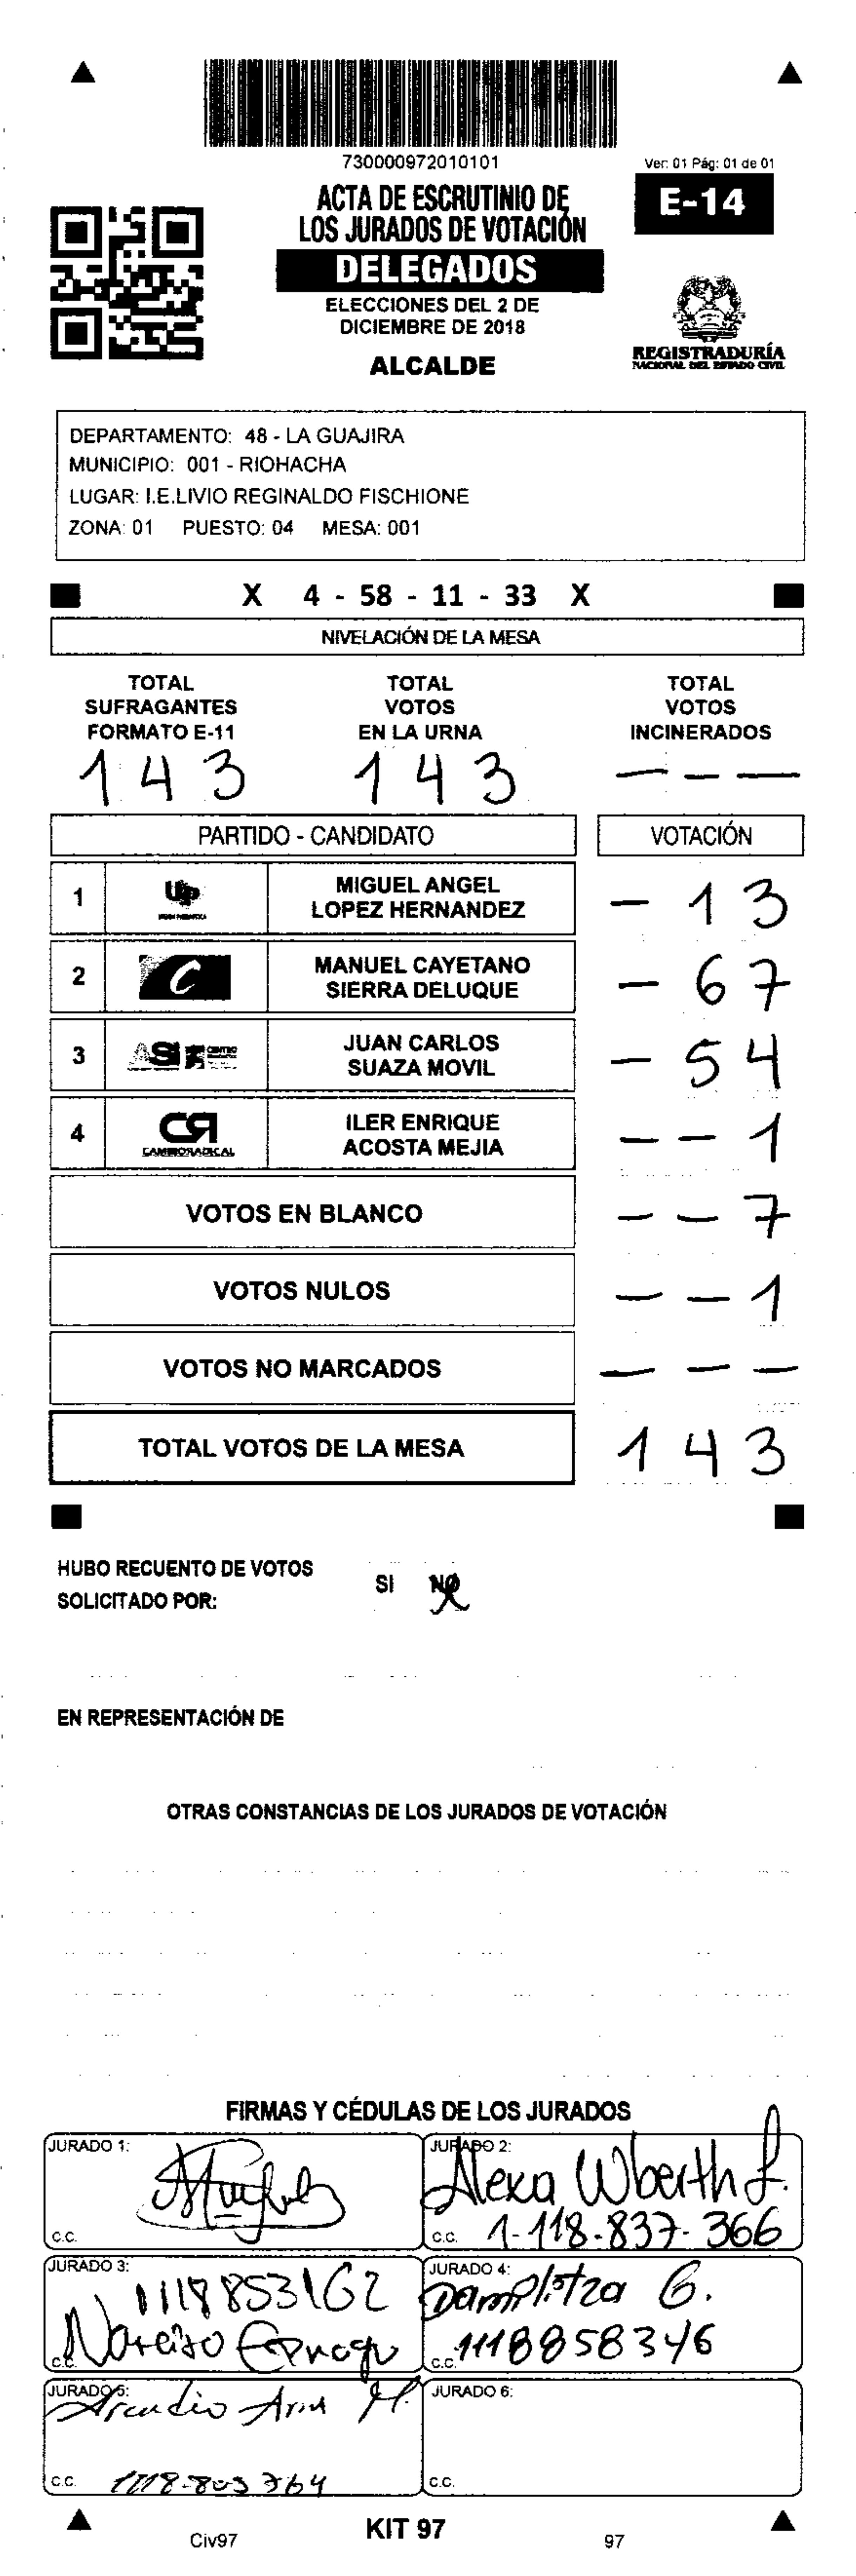 730000972010101
Ver: 01 Pág: 01 de 01
ACTA DE ESCRUTINIO DE
LOS JURADOS DE VOTACIÓN
E-14
DELEGADOS
ELECCIONES DEL 2 DE
DICIEMBRE DE 2018
ALCALDE
REGISTRADURÍA
NACIONAL DEL ESTADO CIVIL
DEPARTAMENTO: 48 - LA GUAJIRA
MUNICIPIO: 001 - RIOHACHA
LUGAR: I.E.LIVIO REGINALDO FISCHIONE
ZONA: 01 PUESTO: 04 MESA: 001
X 4 - 58 - 11 - 33 X
NIVELACIÓN DE LA MESA
TOTAL SUFRAGANTES FORMATO E-11
TOTAL VOTOS EN LA URNA
TOTAL VOTOS INCINERADOS
143 143 ---
PARTIDO - CANDIDATO VOTACIÓN
1 Up MIGUEL ANGEL LOPEZ HERNANDEZ - 13
2 C MANUEL CAYETANO SIERRA DELUQUE - 67
3 ASI JUAN CARLOS SUAZA MOVIL - 54
4 CR CAMBIO RADICAL ILER ENRIQUE ACOSTA MEJIA - - 1
VOTOS EN BLANCO - - 7
VOTOS NULOS - - 1
VOTOS NO MARCADOS - - -
TOTAL VOTOS DE LA MESA 143
HUBO RECUENTO DE VOTOS SI NO X
SOLICITADO POR:
EN REPRESENTACIÓN DE
OTRAS CONSTANCIAS DE LOS JURADOS DE VOTACIÓN
FIRMAS Y CÉDULAS DE LOS JURADOS
JURADO 1:
C.C.
JURADO 2:
Alexa Wberth L.
C.C. 1-118-837-366
JURADO 3:
1118853162
Narciso
C.C.
JURADO 4:
Damplitza G.
C.C. 1118858346
JURADO 5:
C.C. 1118-803 764
JURADO 6:
C.C.
Civ97
KIT 97
97